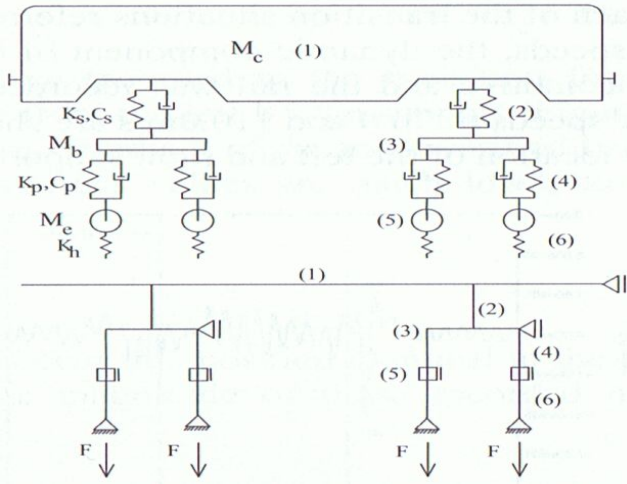 M_c (1)
K_s,C_s (2)
M_b (3)
K_p,C_p (4)
M_e (5)
K_h (6)
(1)
(2)
(3)
(4)
(5)
(6)
F F F F